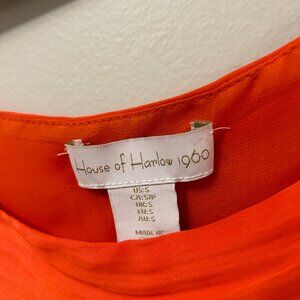 House of Harlow 1960
US:S
CA:S/P
UK:S
EU:S
AU:S
MADE IN